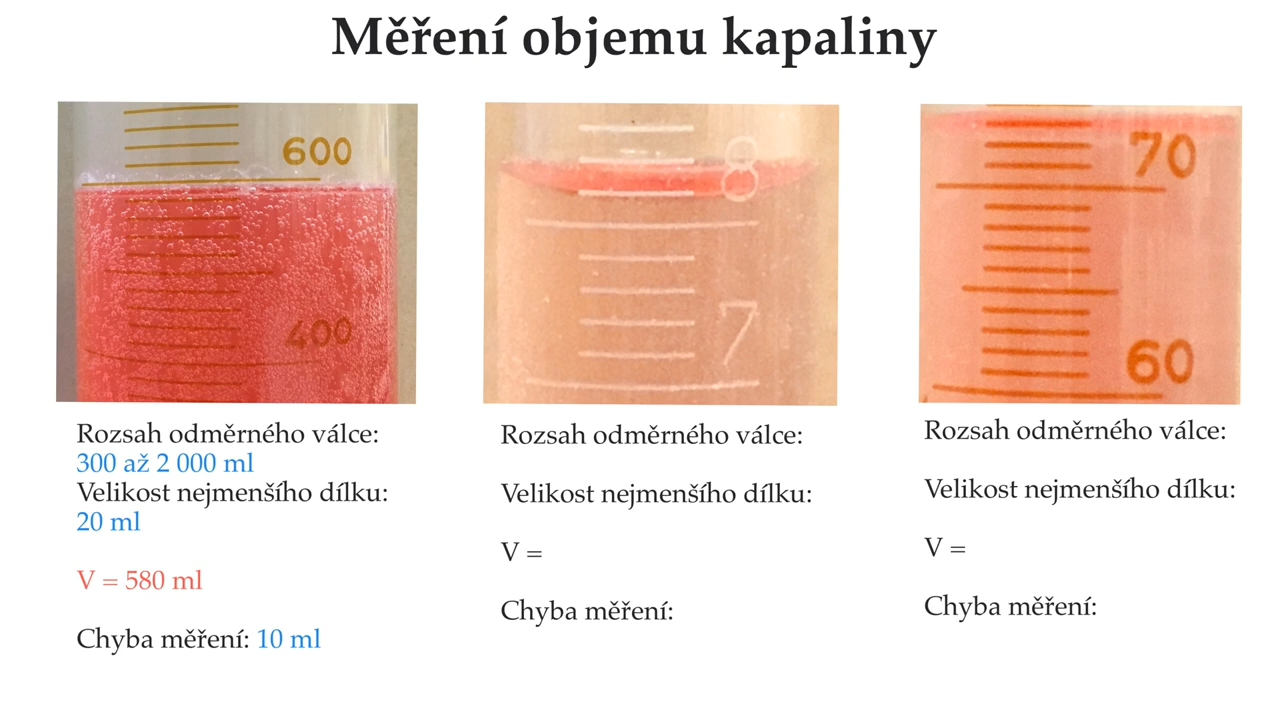 Měření objemu kapaliny
600
400
8
7
70
60
Rozsah odměrného válce:
300 až 2 000 ml
Velikost nejmenšího dílku:
20 ml
V = 580 ml
Chyba měření: 10 ml
Rozsah odměrného válce:
Velikost nejmenšího dílku:
V =
Chyba měření:
Rozsah odměrného válce:
Velikost nejmenšího dílku:
V =
Chyba měření: